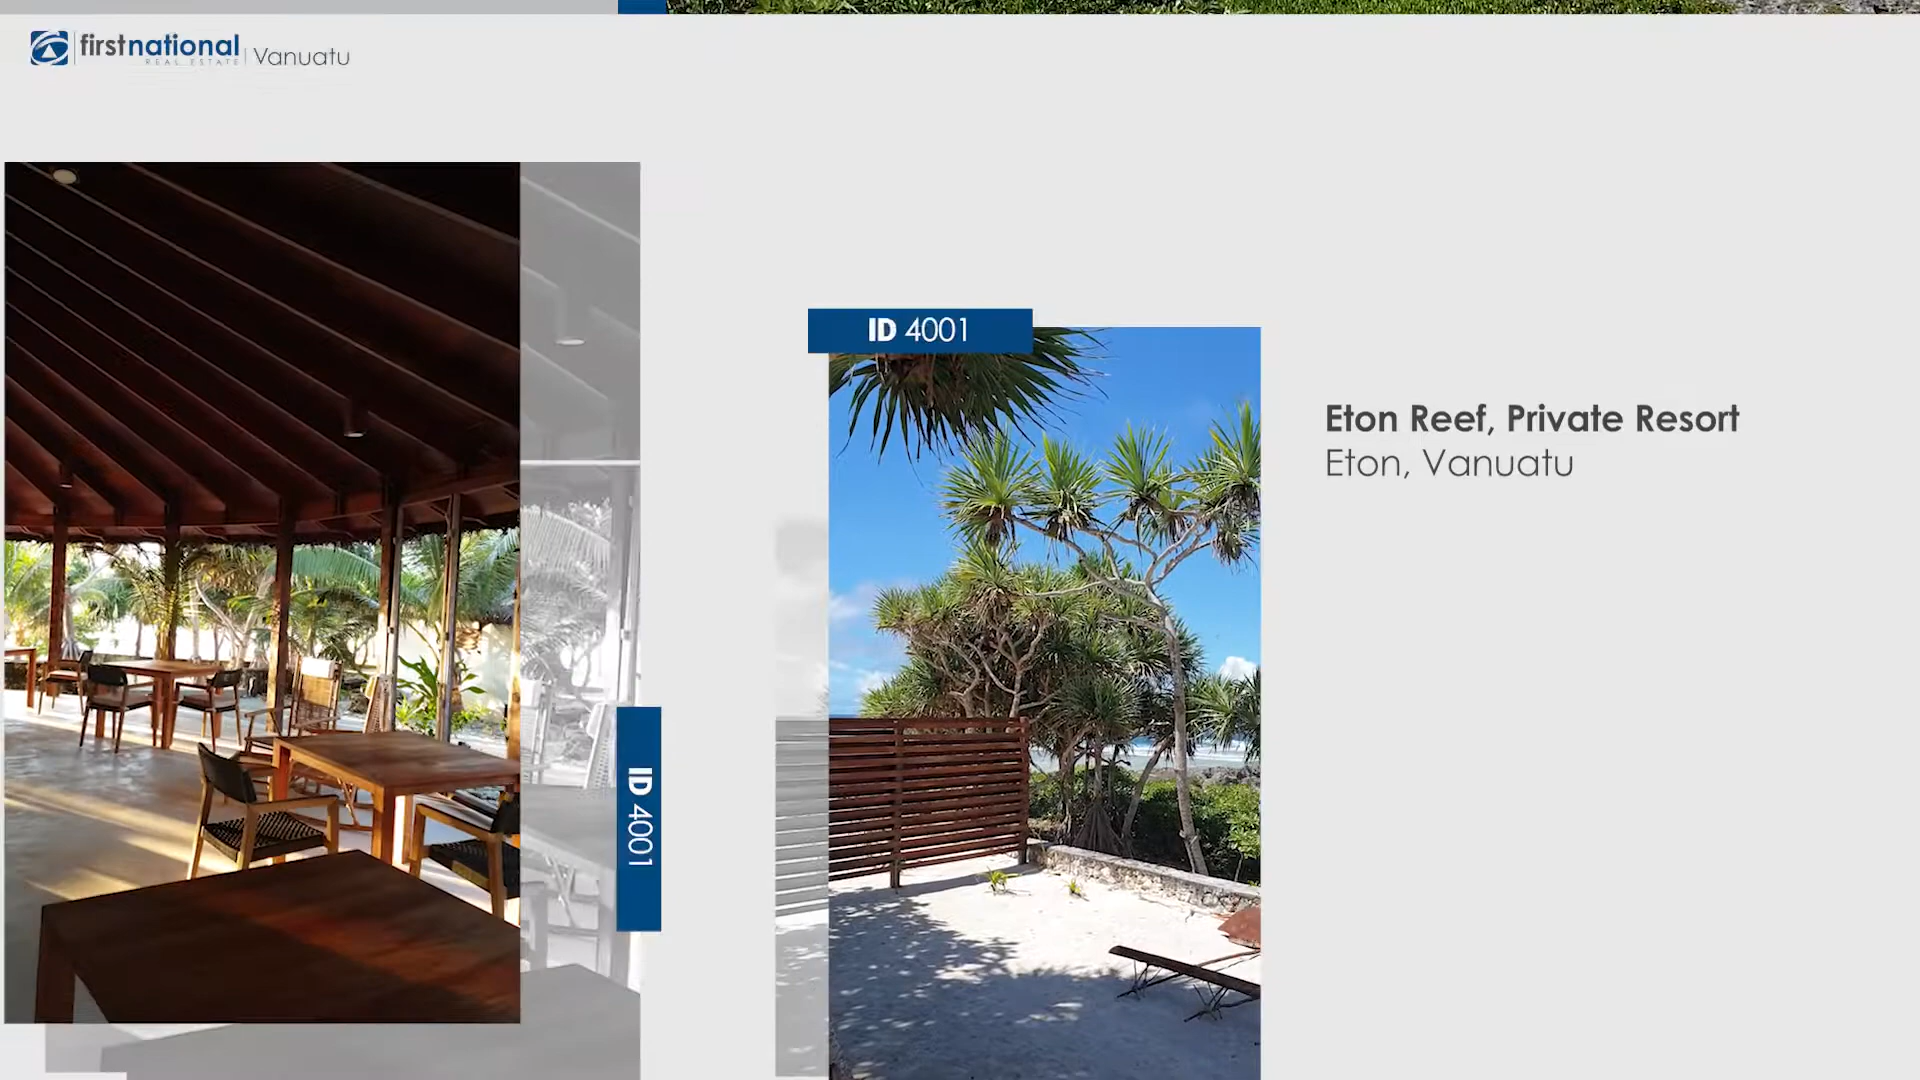 firstnational
REAL ESTATE
Vanuatu
ID 4001
Eton Reef, Private Resort
Eton, Vanuatu
ID 4001